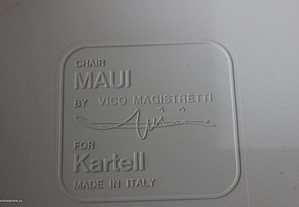 CHAIR
MAUI
BY VICO MAGISTRETTI
FOR
Kartell
MADE IN ITALY